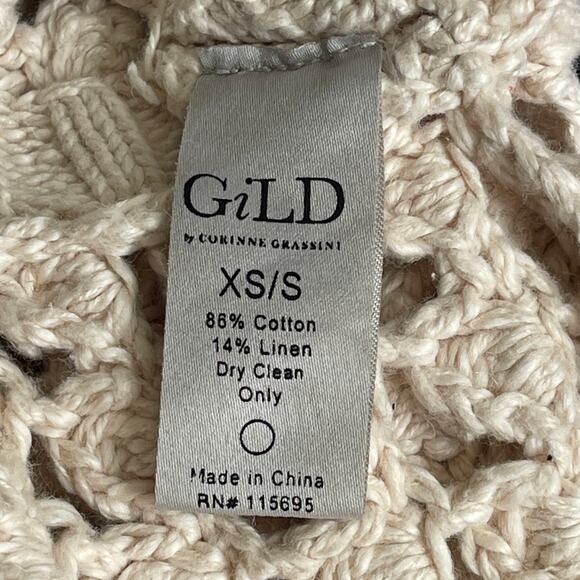 GiLD
by CORINNE GRASSINI
XS/S
86% Cotton
14% Linen
Dry Clean
Only
Made in China
RN# 115695